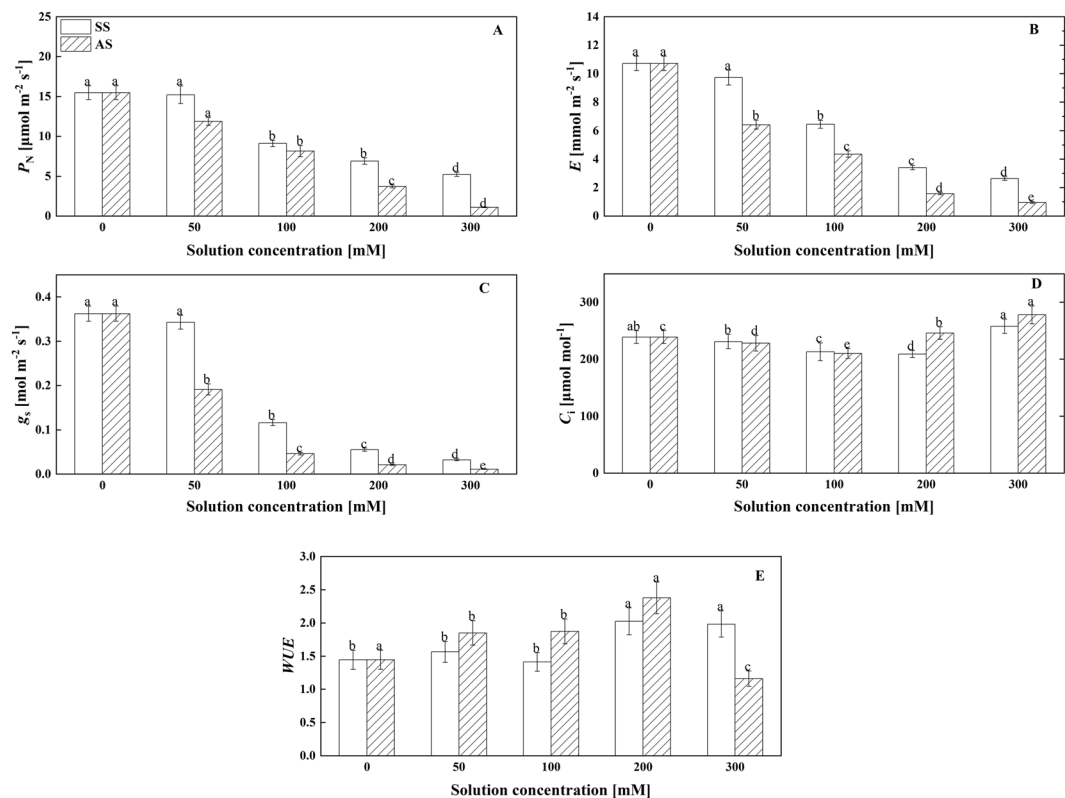 SS
AS
A
25
20
15
10
5
0
a a a a b b b c d d
P_N [μmol m⁻² s⁻¹]
0 50 100 200 300
Solution concentration [mM]
B
14
12
10
8
6
4
2
0
a a a b b c c d d e
E [mmol m⁻² s⁻¹]
0 50 100 200 300
Solution concentration [mM]
C
0.4
0.3
0.2
0.1
0.0
a a a b b c c d d e
g_s [mol m⁻² s⁻¹]
0 50 100 200 300
Solution concentration [mM]
D
300
200
100
0
ab c b d c e d b a a
C_i [μmol mol⁻¹]
0 50 100 200 300
Solution concentration [mM]
E
3.0
2.5
2.0
1.5
1.0
0.5
0.0
b a b b b b a a a c
WUE
0 50 100 200 300
Solution concentration [mM]